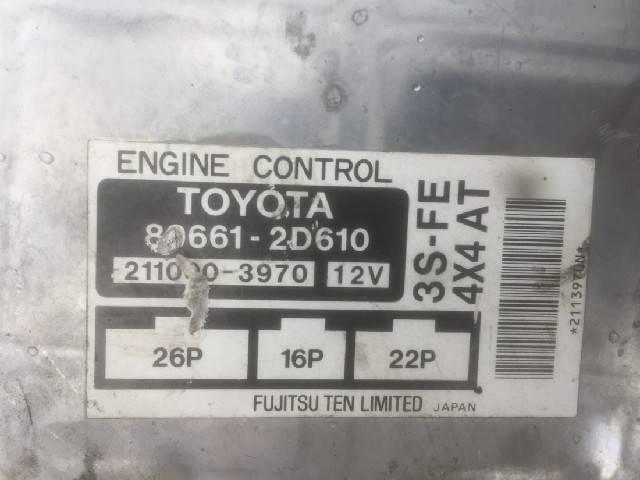 ENGINE CONTROL
TOYOTA
89661-2D610
211000-3970 12V
3S-FE
4X4 AT
26P 16P 22P
FUJITSU TEN LIMITED JAPAN
*2113970N*